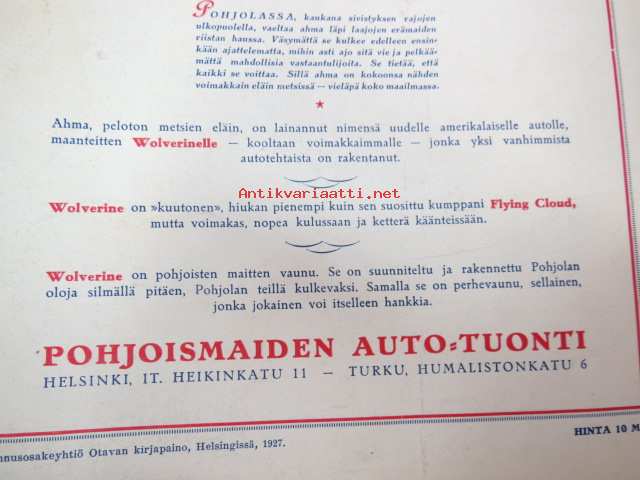 POHJOLASSA, kaukana sivistyksen rajojen
ulkopuolella, vaeltaa ahma läpi laajojen erämaiden
riistan haussa. Väsymättä se kulkee edelleen ensin-
kään ajattelematta, mihin asti ajo sitä vie ja pelkää-
mättä mahdollisia vastaantulijoita. Se tietää, että
kaikki se voittaa. Sillä ahma on kokoonsa nähden
voimakkain eläin metsissä — vieläpä koko maailmassa.
Ahma, peloton metsien eläin, on lainannut nimensä uudelle amerikalaiselle autolle,
maanteitten Wolverinelle — kooltaan voimakkaimmalle — jonka yksi vanhimmista
autotehtaista on rakentanut.
Antikvariaatti.net
Wolverine on »kuutonen», hiukan pienempi kuin sen suosittu kumppani Flying Cloud,
mutta voimakas, nopea kulussaan ja ketterä käänteissään.
Wolverine on pohjoisten maitten vaunu. Se on suunniteltu ja rakennettu Pohjolan
oloja silmällä pitäen, Pohjolan teillä kulkevaksi. Samalla se on perhevaunu, sellainen,
jonka jokainen voi itselleen hankkia.
POHJOISMAIDEN AUTO-TUONTI
HELSINKI, IT. HEIKINKATU 11 — TURKU, HUMALISTONKATU 6
nnusosakeyhtiö Otavan kirjapaino, Helsingissä, 1927.
HINTA 10 M